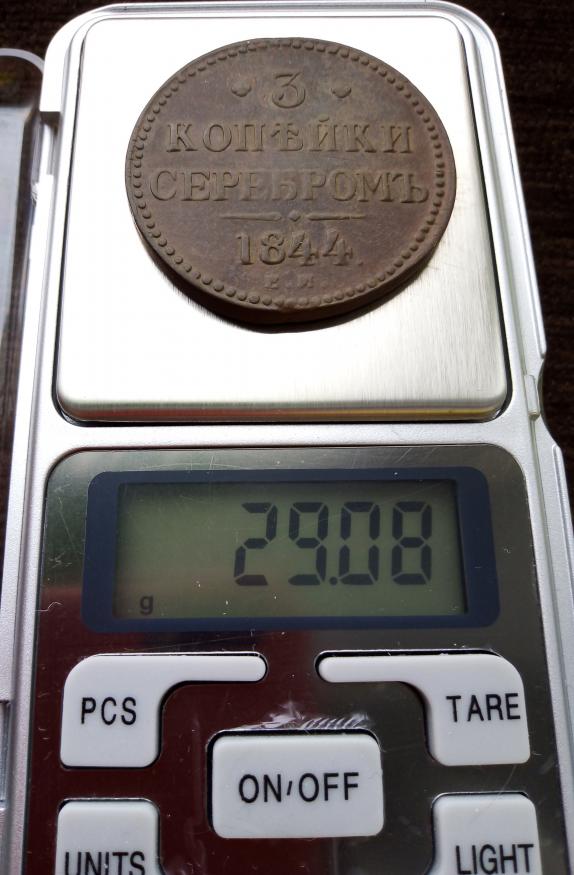 3
КОПѢЙКИ
СЕРЕБРОМЪ
1844.
Е.М.
29.08
g
PCS
TARE
ON/OFF
UNITS
LIGHT